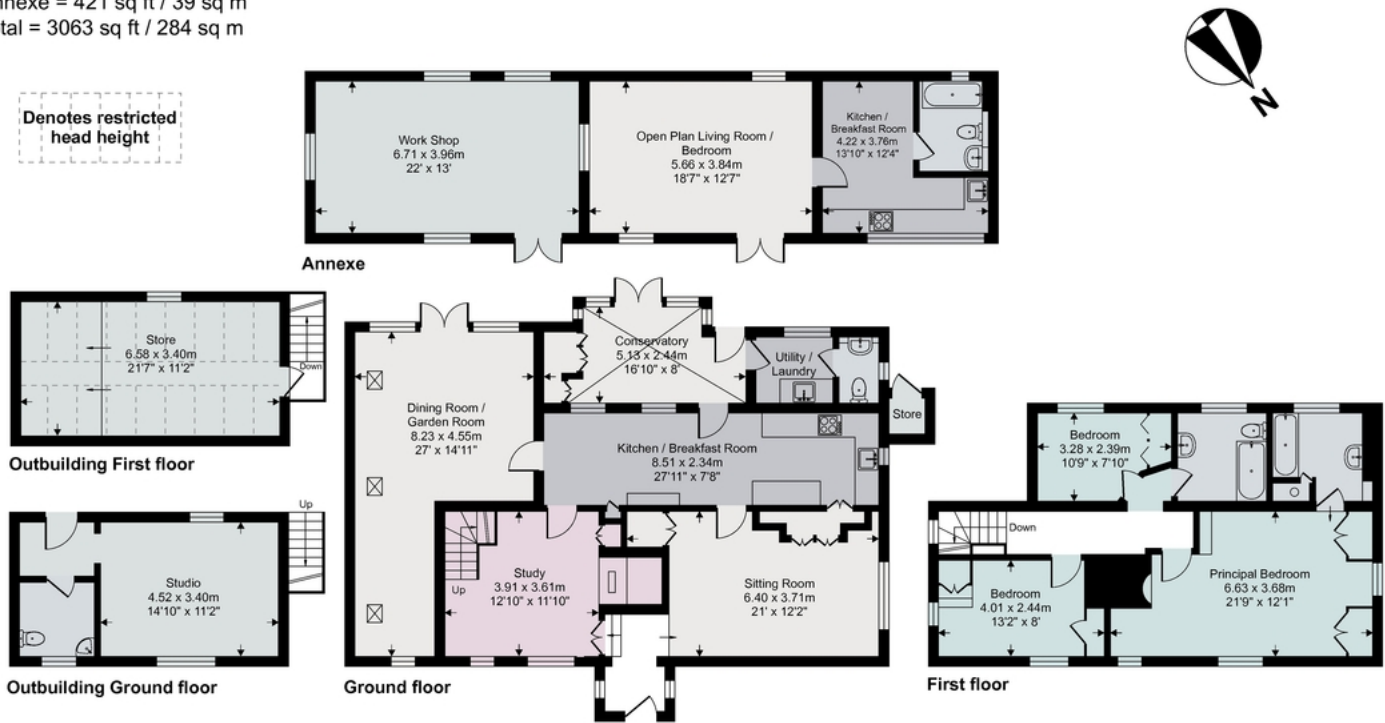 = 421 sq ft / 39 sq m
= 3063 sq ft / 284 sq m
N
Denotes restricted
head height
Work Shop
6.71 x 3.96m
22' x 13'
Open Plan Living Room /
Bedroom
5.66 x 3.84m
18'7" x 12'7"
Kitchen /
Breakfast Room
4.22 x 3.76m
13'10" x 12'4"
Annexe
Store
6.58 x 3.40m
21'7" x 11'2"
Down
Outbuilding First floor
Up
Studio
4.52 x 3.40m
14'10" x 11'2"
Outbuilding Ground floor
Conservatory
5.13 x 2.44m
16'10" x 8'
Utility /
Laundry
Store
Dining Room /
Garden Room
8.23 x 4.55m
27' x 14'11"
Kitchen / Breakfast Room
8.51 x 2.34m
27'11" x 7'8"
Study
3.91 x 3.61m
12'10" x 11'10"
Up
Sitting Room
6.40 x 3.71m
21' x 12'2"
Ground floor
Bedroom
3.28 x 2.39m
10'9" x 7'10"
Down
Bedroom
4.01 x 2.44m
13'2" x 8'
Principal Bedroom
6.63 x 3.68m
21'9" x 12'1"
First floor